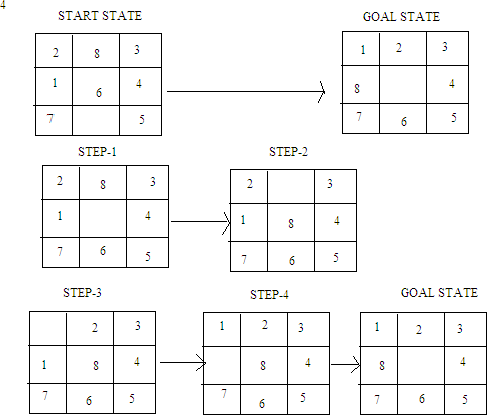 4
START STATE GOAL STATE
2 8 3 1 2 3
1 6 4 8 4
7 5 7 6 5
STEP-1 STEP-2
2 8 3 2 3
1 4 1 8 4
7 6 5 7 6 5
STEP-3 STEP-4 GOAL STATE
2 3 1 2 3 1 2 3
1 8 4 8 4 8 4
7 6 5 7 6 5 7 6 5